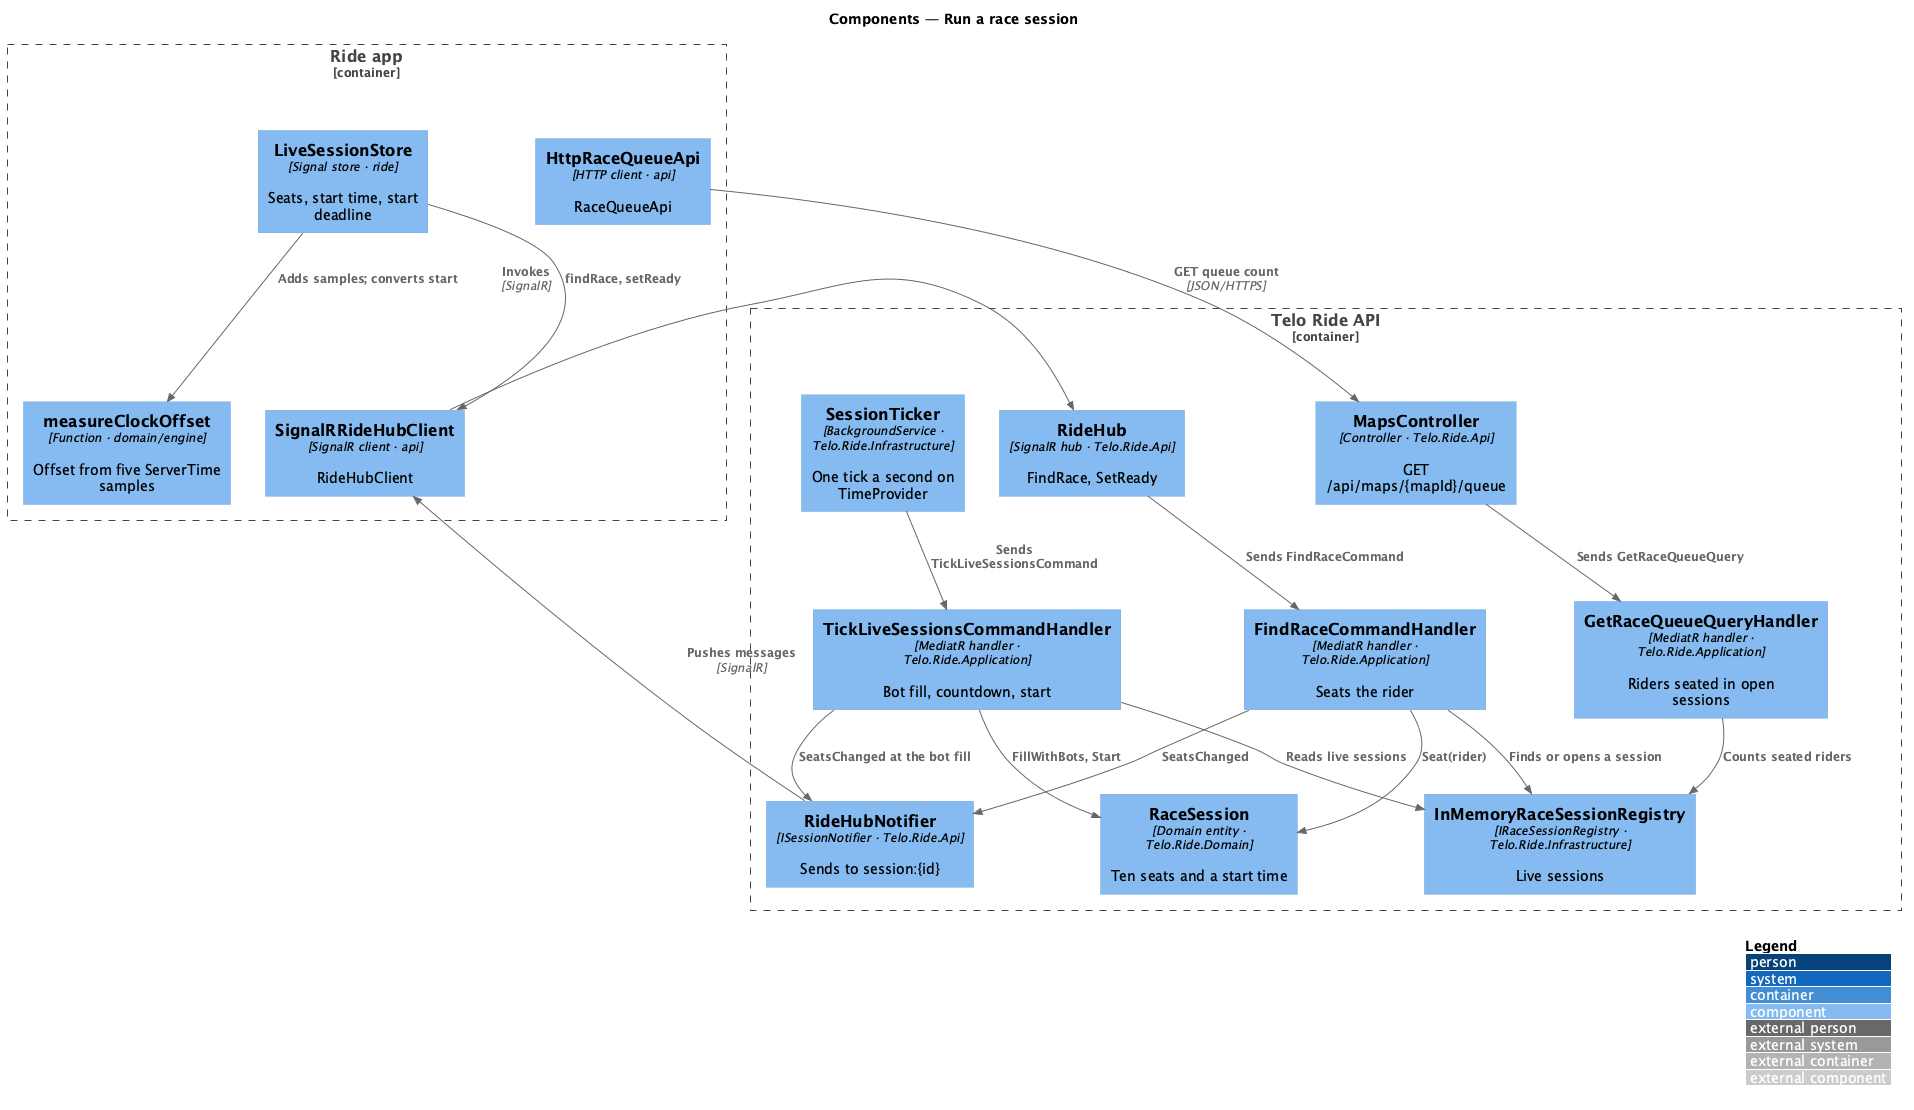 Components — Run a race session
Ride app
[container]
LiveSessionStore
[Signal store · ride]
Seats, start time, start
deadline
HttpRaceQueueApi
[HTTP client · api]
RaceQueueApi
Adds samples; converts start
Invokes
[SignalR]
findRace, setReady
GET queue count
[JSON/HTTPS]
measureClockOffset
[Function · domain/engine]
Offset from five ServerTime
samples
SignalRRideHubClient
[SignalR client · api]
RideHubClient
Telo Ride API
[container]
SessionTicker
[BackgroundService ·
Telo.Ride.Infrastructure]
One tick a second on
TimeProvider
RideHub
[SignalR hub · Telo.Ride.Api]
FindRace, SetReady
MapsController
[Controller · Telo.Ride.Api]
GET
/api/maps/{mapId}/queue
Sends
TickLiveSessionsCommand
Sends FindRaceCommand
Sends GetRaceQueueQuery
Pushes messages
[SignalR]
TickLiveSessionsCommandHandler
[MediatR handler ·
Telo.Ride.Application]
Bot fill, countdown, start
FindRaceCommandHandler
[MediatR handler ·
Telo.Ride.Application]
Seats the rider
GetRaceQueueQueryHandler
[MediatR handler ·
Telo.Ride.Application]
Riders seated in open
sessions
SeatsChanged at the bot fill
FillWithBots, Start
SeatsChanged
Reads live sessions
Seat(rider)
Finds or opens a session
Counts seated riders
RideHubNotifier
[ISessionNotifier · Telo.Ride.Api]
Sends to session:{id}
RaceSession
[Domain entity ·
Telo.Ride.Domain]
Ten seats and a start time
InMemoryRaceSessionRegistry
[IRaceSessionRegistry ·
Telo.Ride.Infrastructure]
Live sessions
Legend
person
system
container
component
external person
external system
external container
external component